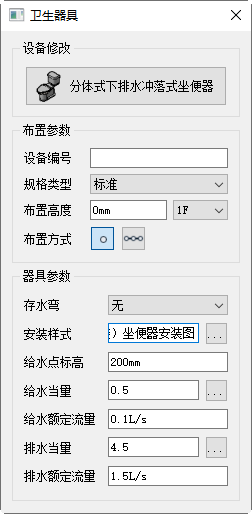 卫生器具
设备修改
分体式下排水冲落式坐便器
布置参数
设备编号
规格类型 标准
布置高度 0mm 1F
布置方式
器具参数
存水弯 无
安装样式 ) 坐便器安装图 ...
给水点标高 200mm
给水当量 0.5 ...
给水额定流量 0.1L/s
排水当量 4.5 ...
排水额定流量 1.5L/s